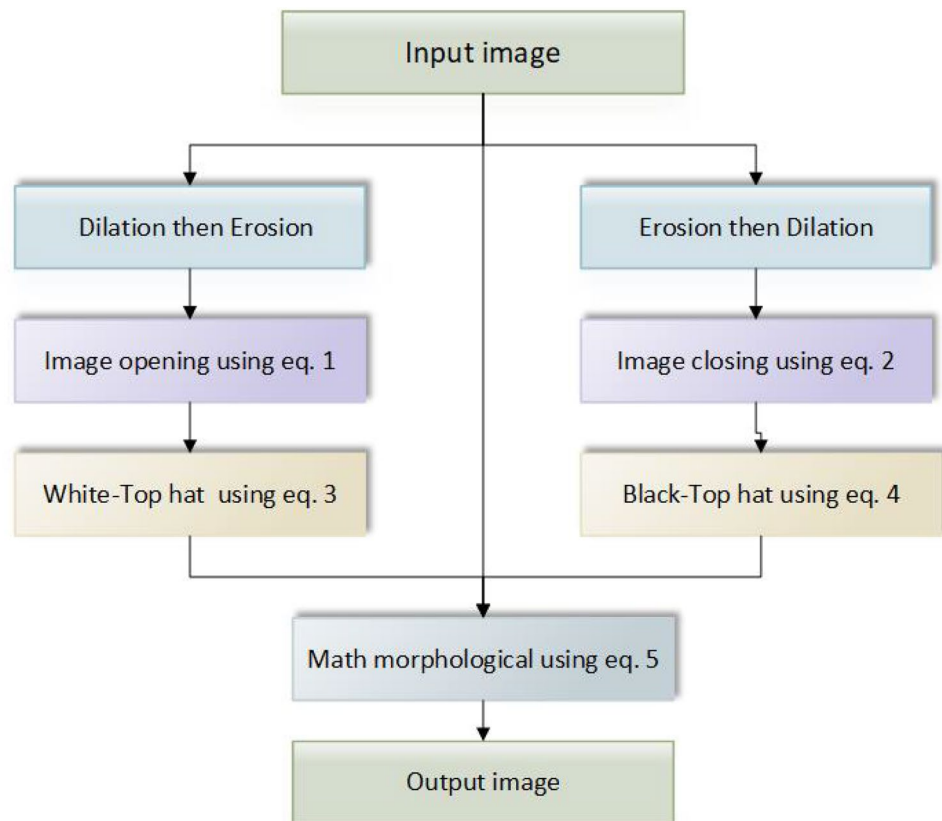 Input image
Dilation then Erosion
Erosion then Dilation
Image opening using eq. 1
Image closing using eq. 2
White-Top hat using eq. 3
Black-Top hat using eq. 4
Math morphological using eq. 5
Output image